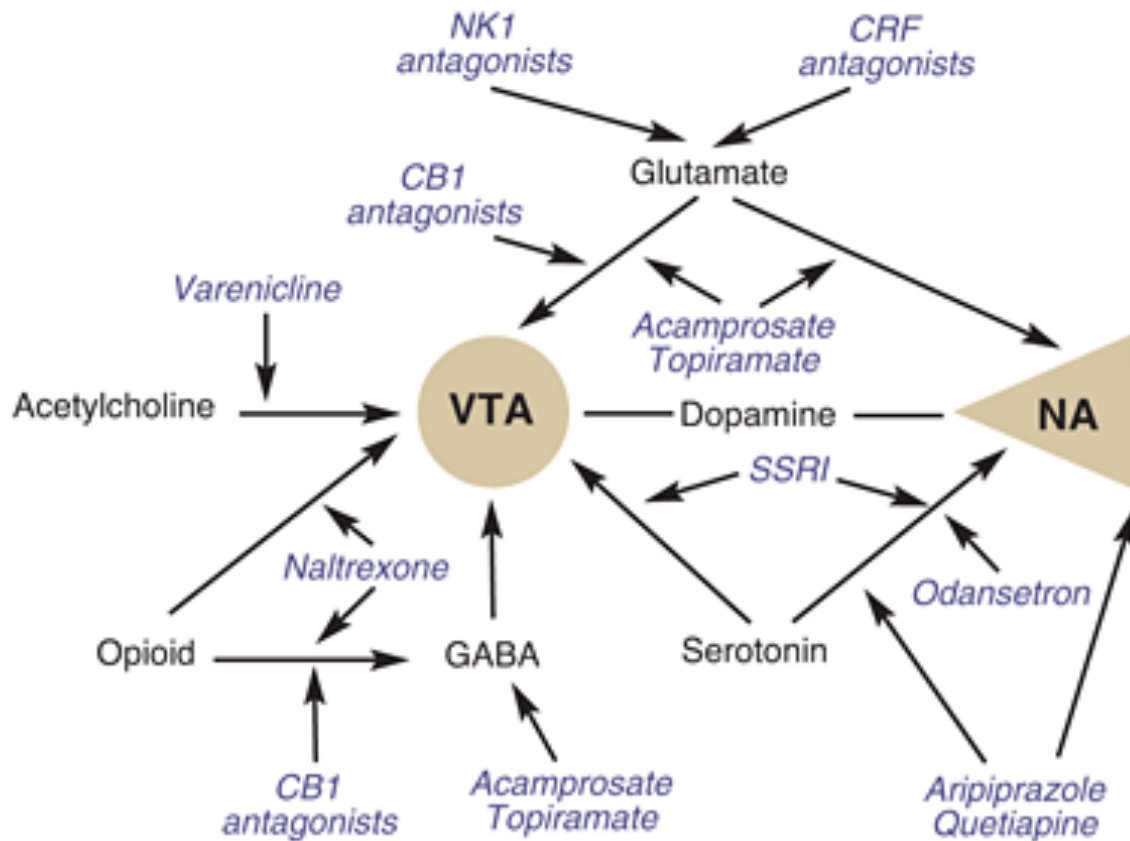 NK1
antagonists
CRF
antagonists
Glutamate
CB1
antagonists
Varenicline
Acamprosate
Topiramate
Acetylcholine
VTA
Dopamine
NA
SSRI
Naltrexone
Odansetron
Opioid
GABA
Serotonin
CB1
antagonists
Acamprosate
Topiramate
Aripiprazole
Quetiapine